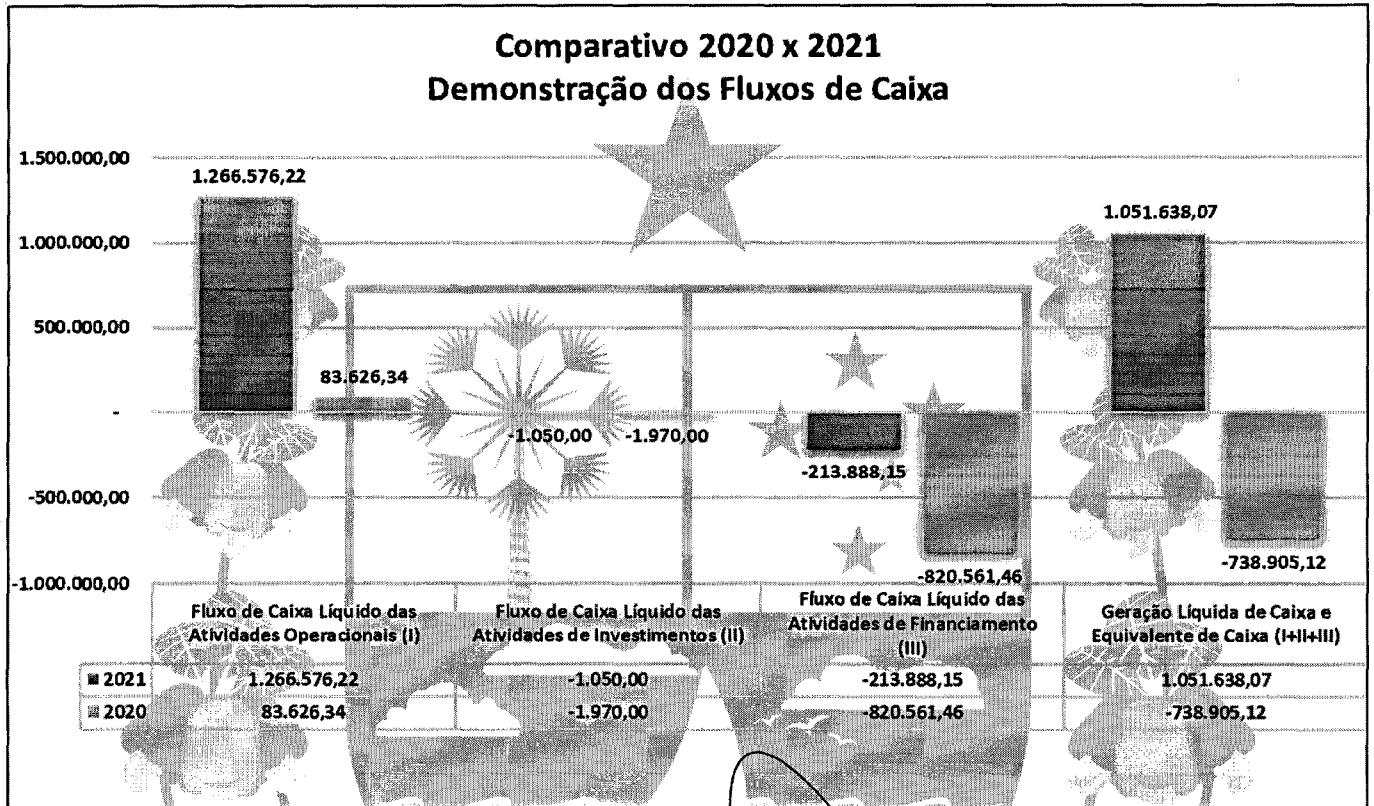 Comparativo 2020 x 2021
Demonstração dos Fluxos de Caixa
1.500.000,00
1.000.000,00
500.000,00
-
-500.000,00
-1.000.000,00
1.266.576,22
83.626,34
-1.050,00
-1.970,00
-213.888,15
-820.561,46
1.051.638,07
-738.905,12
Fluxo de Caixa Líquido das
Atividades Operacionais (I)
Fluxo de Caixa Líquido das
Atividades de Investimentos (II)
Fluxo de Caixa Líquido das
Atividades de Financiamento
(III)
Geração Líquida de Caixa e
Equivalente de Caixa (I+II+III)
2021 1.266.576,22 -1.050,00 -213.888,15 1.051.638,07
2020 83.626,34 -1.970,00 -820.561,46 -738.905,12